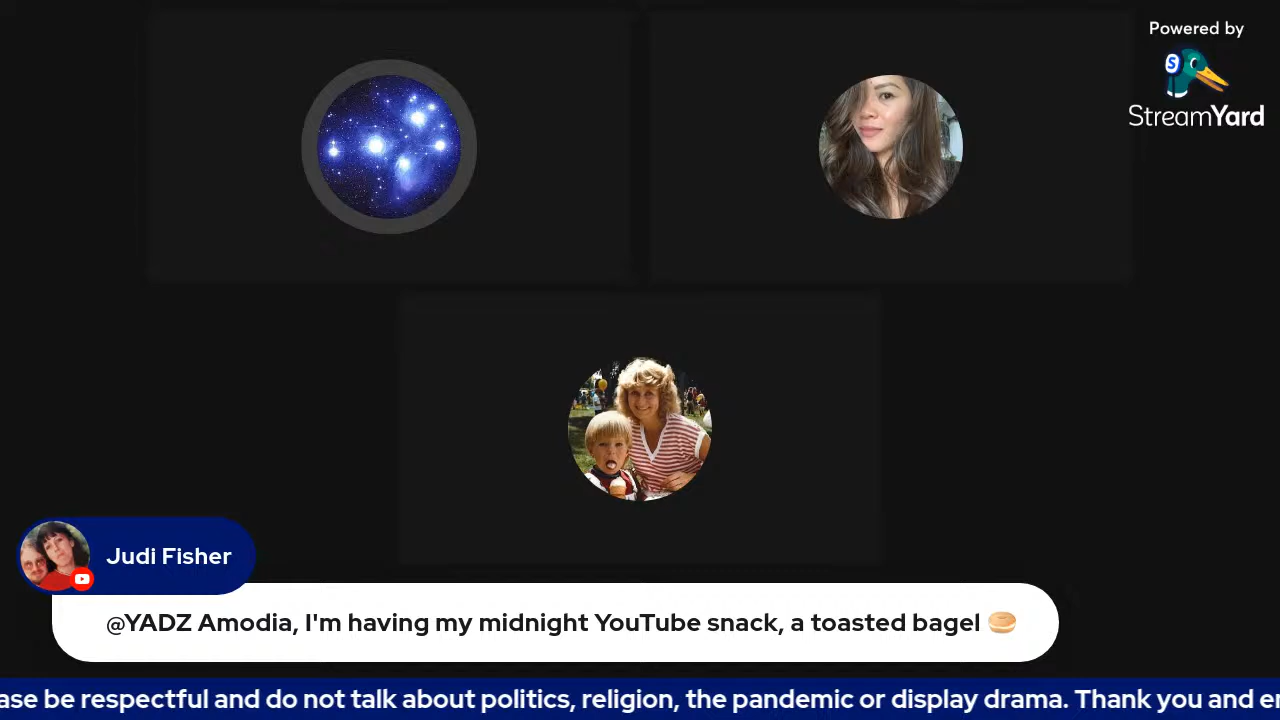 Powered by
StreamYard
Judi Fisher
@YADZ Amodia, I'm having my midnight YouTube snack, a toasted bagel 🥯
ase be respectful and do not talk about politics, religion, the pandemic or display drama. Thank you and e